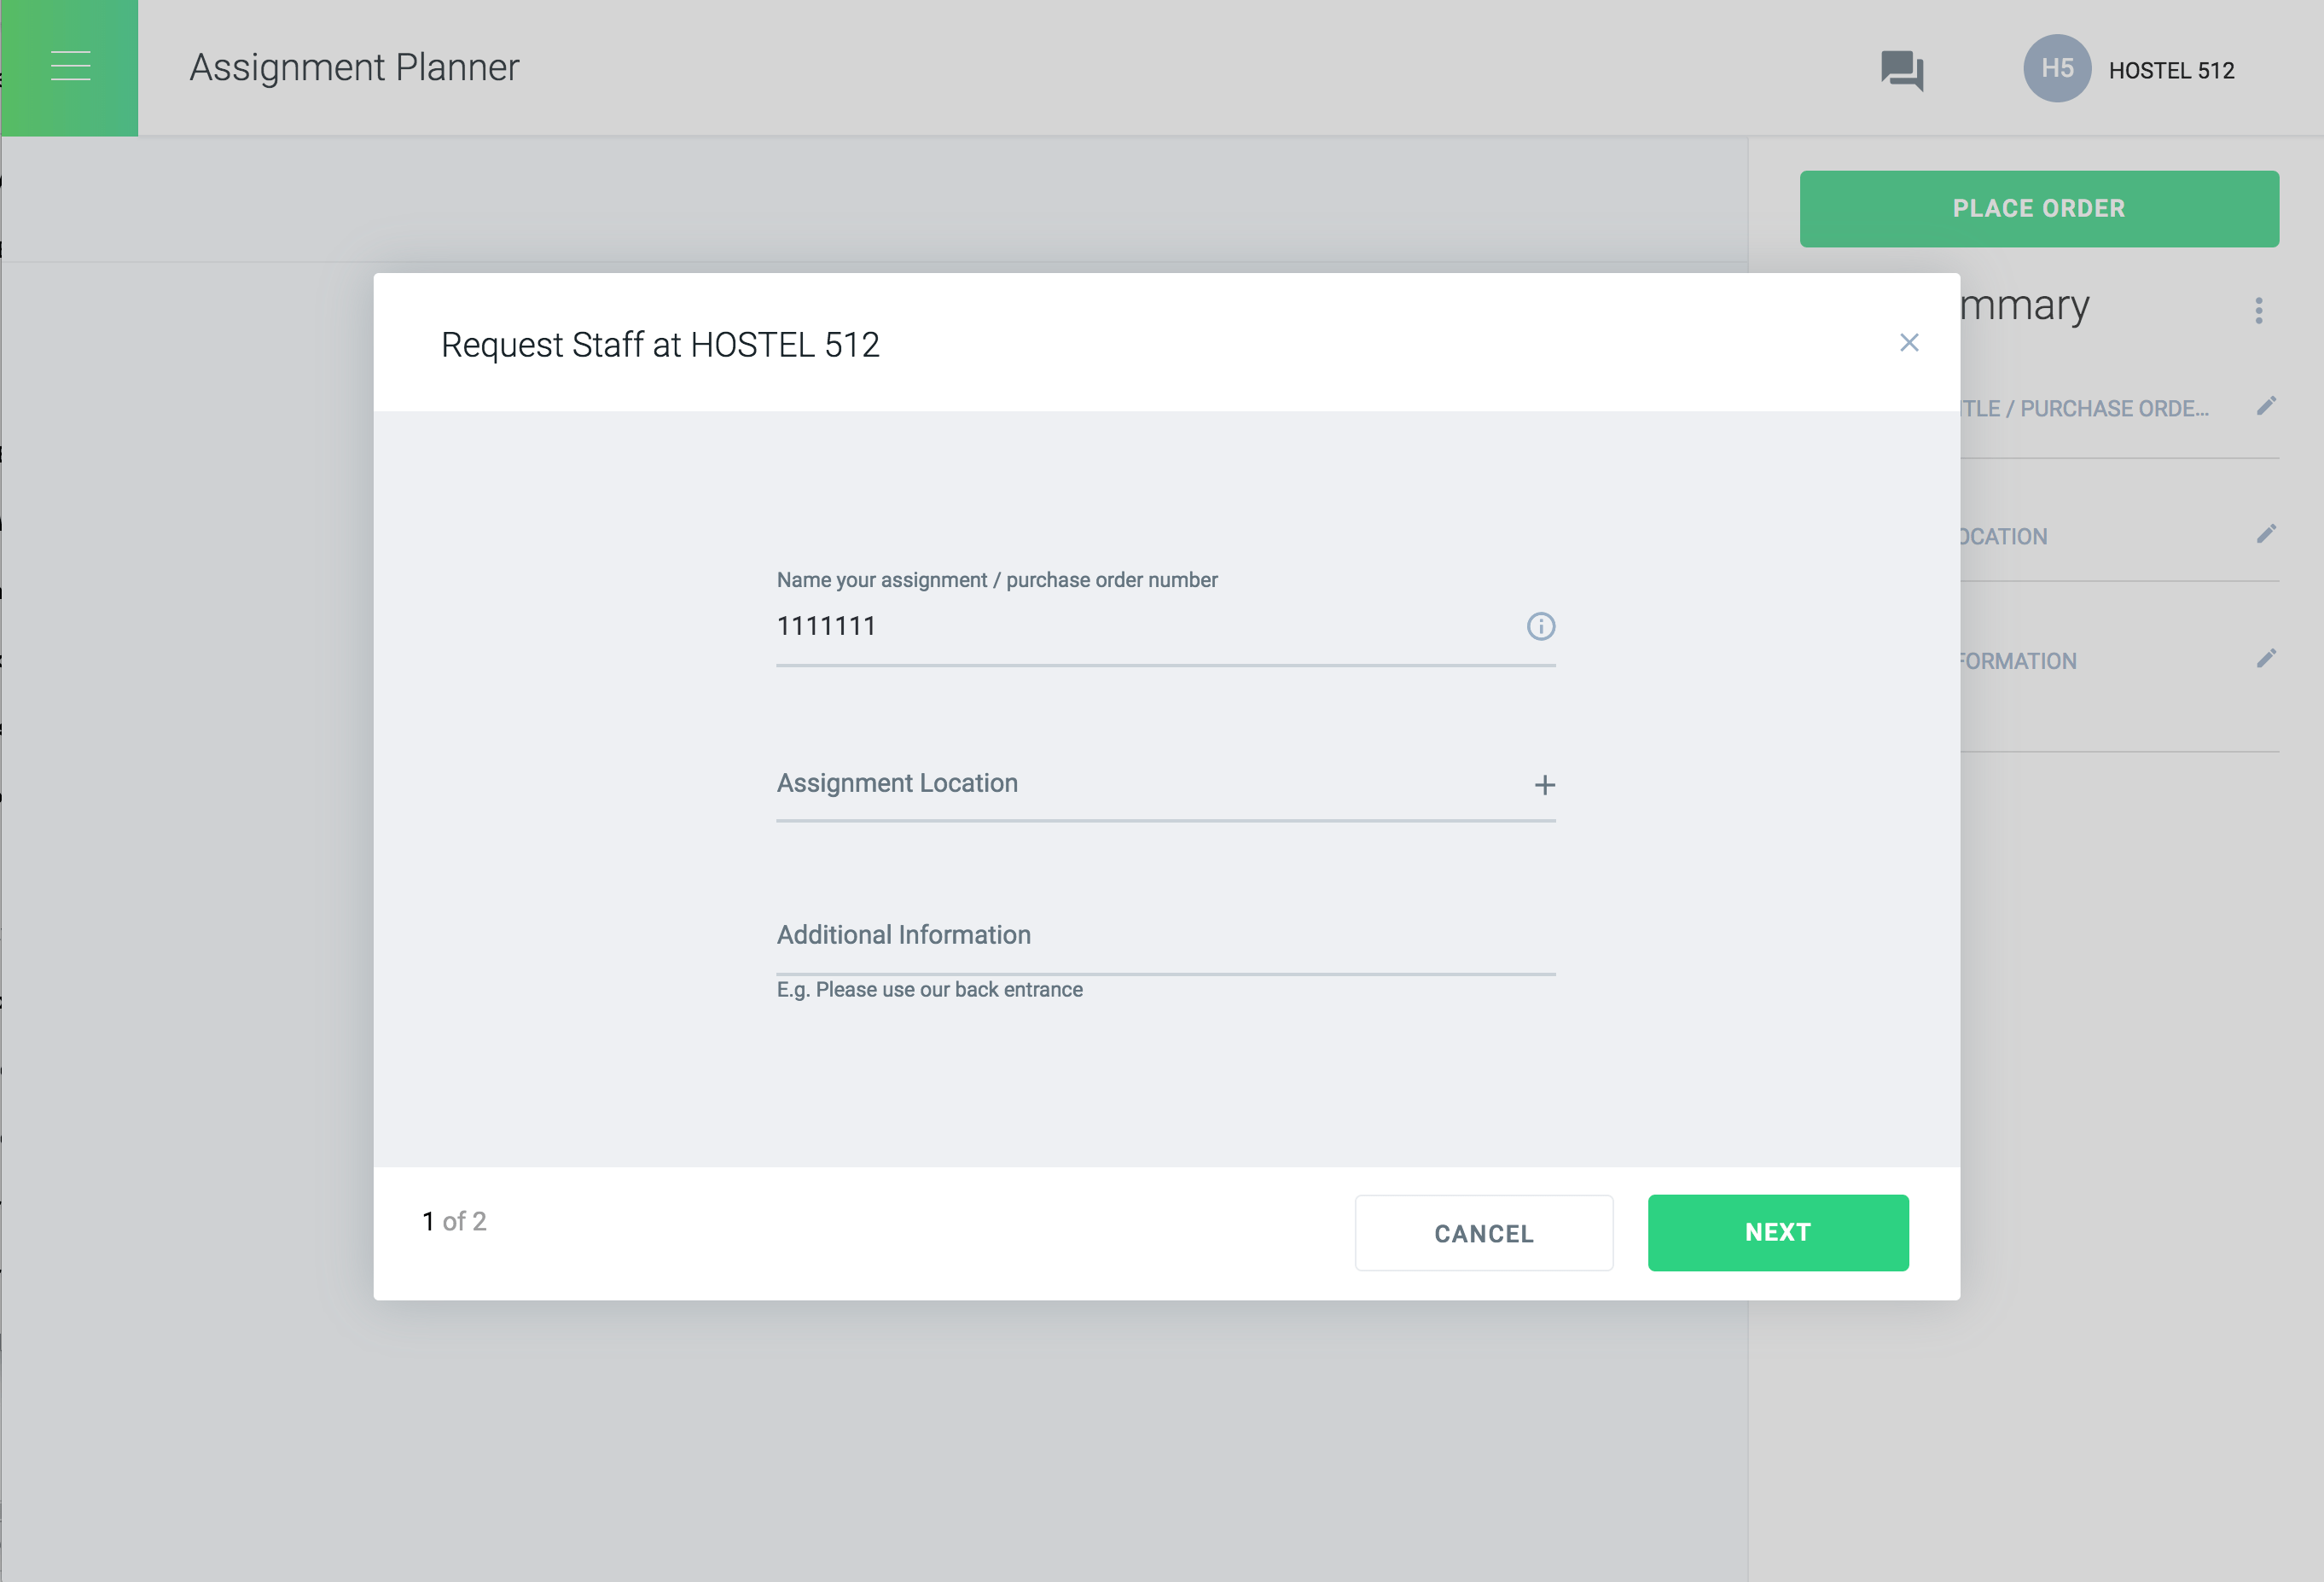 Assignment Planner
H5 HOSTEL 512
PLACE ORDER
mmary
Request Staff at HOSTEL 512
TLE / PURCHASE ORDE...
OCATION
Name your assignment / purchase order number
1111111
FORMATION
Assignment Location
Additional Information
E.g. Please use our back entrance
1 of 2
CANCEL
NEXT